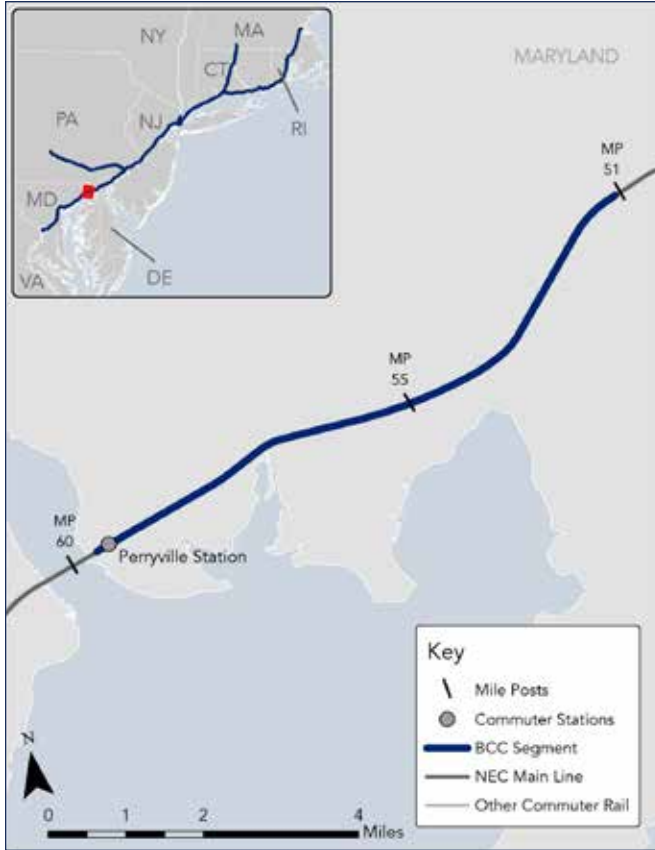 NY
MA
CT
RI
PA
NJ
MD
DE
VA
MARYLAND
MP
51
MP
55
MP
60
Perryville Station
Key
Mile Posts
Commuter Stations
BCC Segment
NEC Main Line
Other Commuter Rail
N
0 1 2 4
Miles